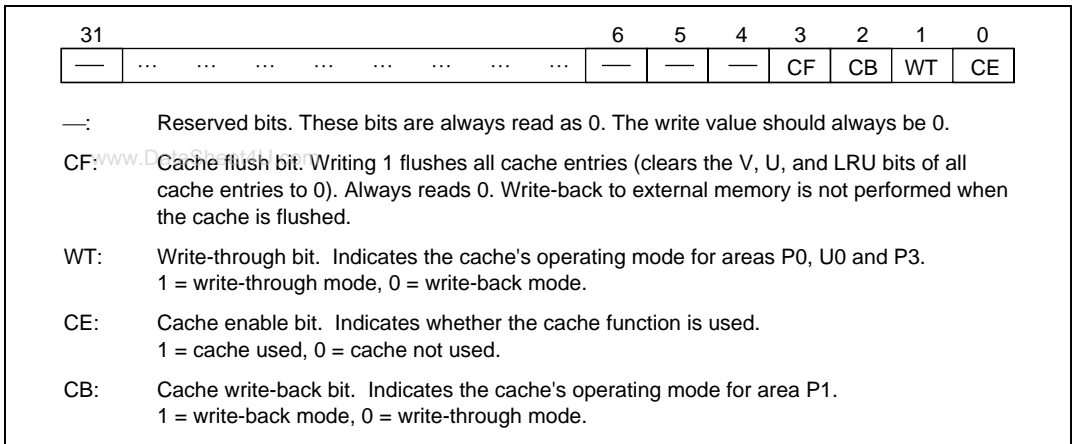 31 6 5 4 3 2 1 0
— ... ... ... ... ... ... ... ... — — — CF CB WT CE
—: Reserved bits. These bits are always read as 0. The write value should always be 0.
www.DataSheet4U.com
CF: Cache flush bit. Writing 1 flushes all cache entries (clears the V, U, and LRU bits of all
cache entries to 0). Always reads 0. Write-back to external memory is not performed when
the cache is flushed.
WT: Write-through bit. Indicates the cache's operating mode for areas P0, U0 and P3.
1 = write-through mode, 0 = write-back mode.
CE: Cache enable bit. Indicates whether the cache function is used.
1 = cache used, 0 = cache not used.
CB: Cache write-back bit. Indicates the cache's operating mode for area P1.
1 = write-back mode, 0 = write-through mode.